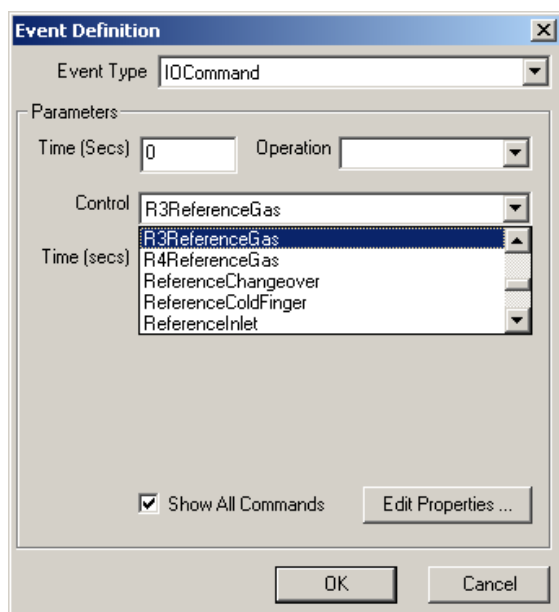 Event Definition
Event Type IOCommand
Parameters
Time (Secs) 0 Operation
Control R3ReferenceGas
R3ReferenceGas
Time (secs) R4ReferenceGas
ReferenceChangeover
ReferenceColdFinger
ReferenceInlet
Show All Commands Edit Properties ...
OK Cancel